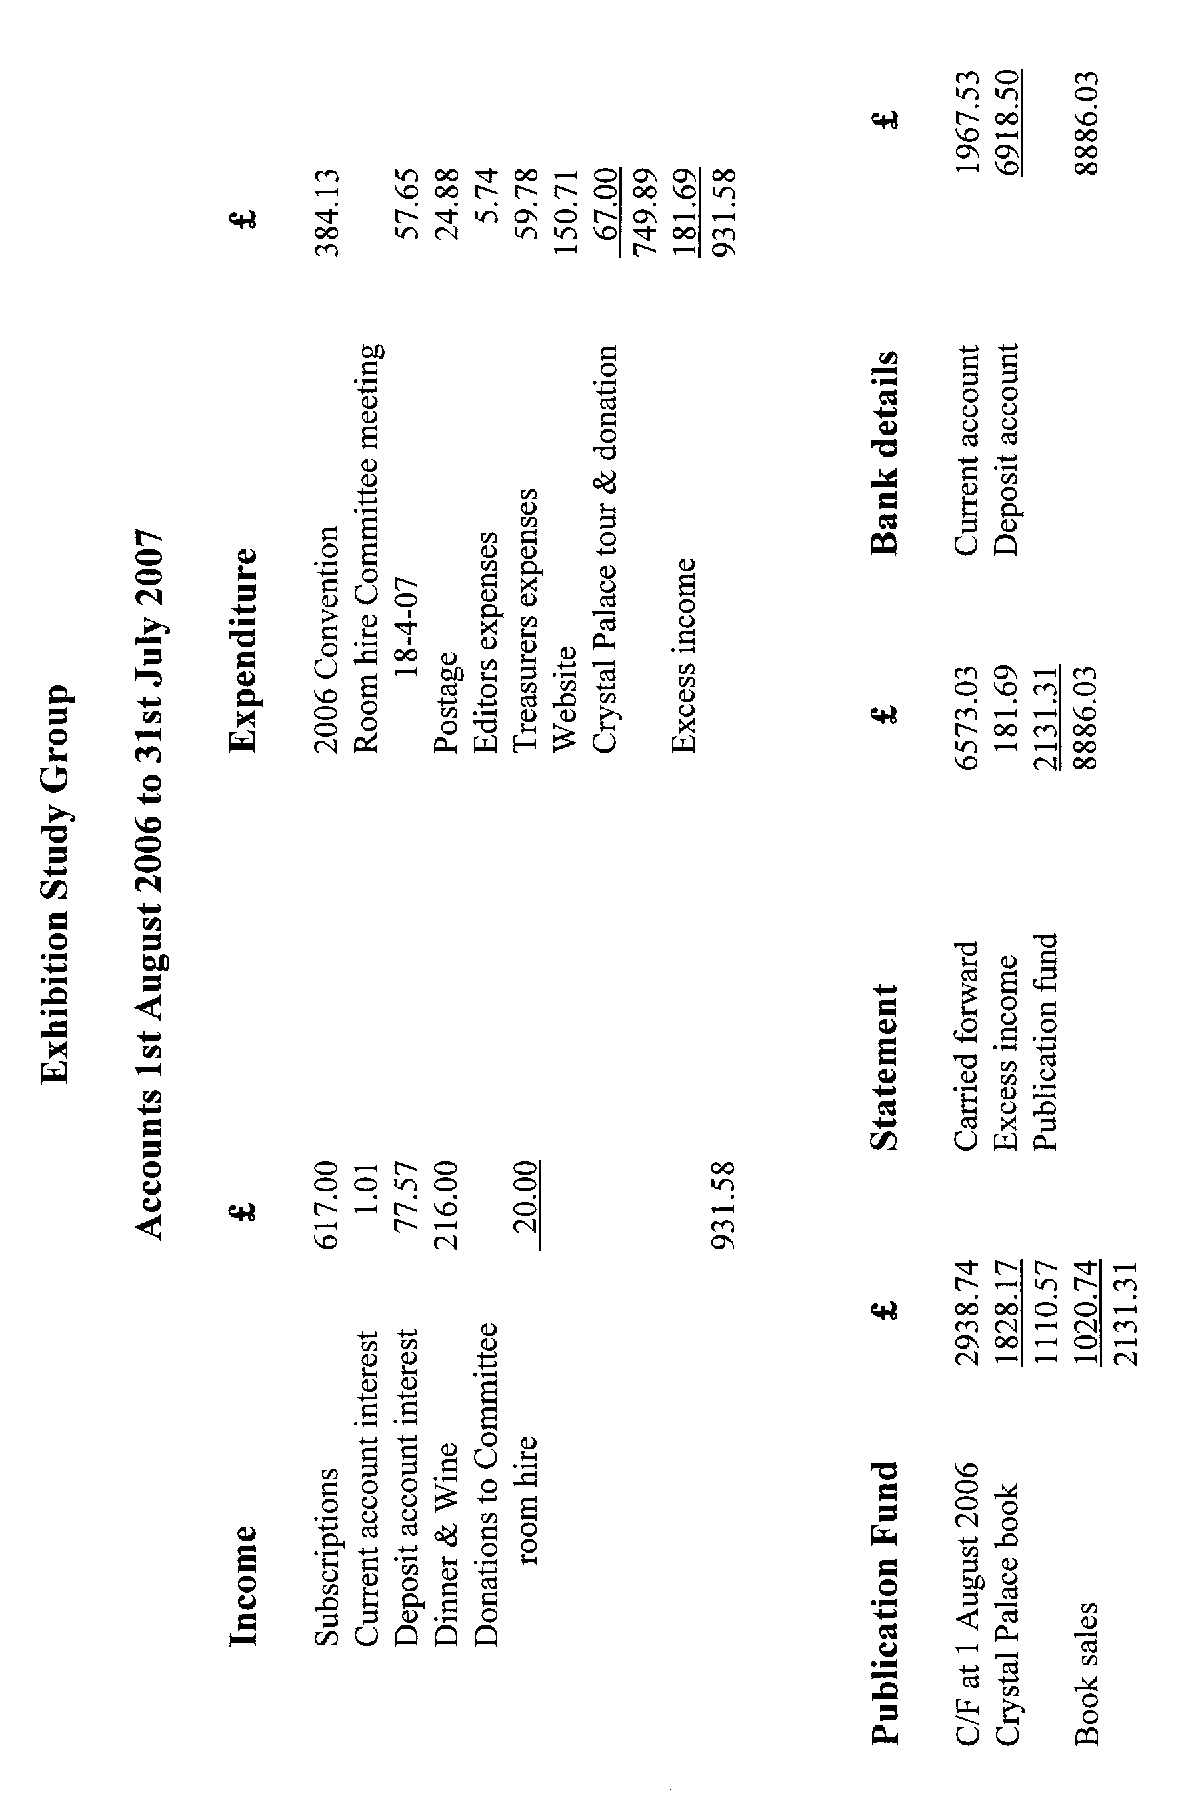 Exhibition Study Group
Accounts 1st August 2006 to 31st July 2007
Income £ Expenditure £
Subscriptions 617.00 2006 Convention 384.13
Current account interest 1.01 Room hire Committee meeting
Deposit account interest 77.57 18-4-07 57.65
Dinner & Wine 216.00 Postage 24.88
Donations to Committee Editors expenses 5.74
room hire 20.00 Treasurers expenses 59.78
Website 150.71
Crystal Palace tour & donation 67.00
749.89
Excess income 181.69
931.58 931.58
Publication Fund £ Statement £ Bank details £
C/F at 1 August 2006 2938.74 Carried forward 6573.03 Current account 1967.53
Crystal Palace book 1828.17 Excess income 181.69 Deposit account 6918.50
1110.57 Publication fund 2131.31
Book sales 1020.74 8886.03 8886.03
2131.31